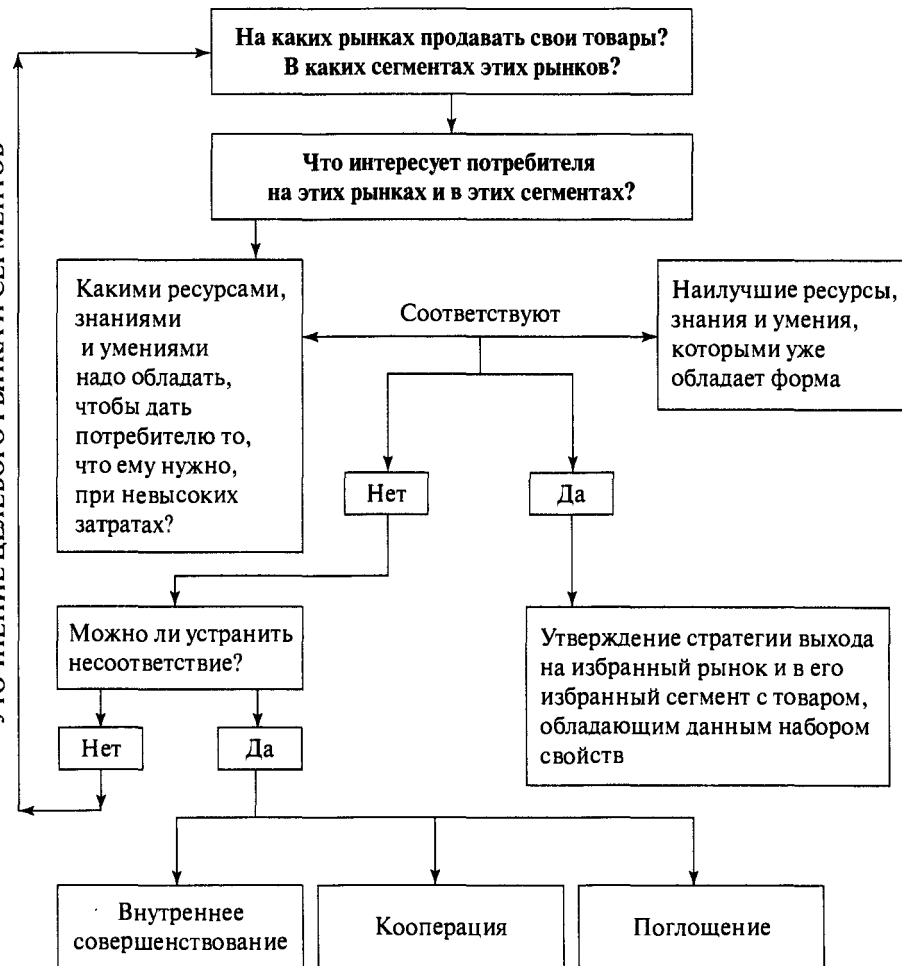 На каких рынках продавать свои товары?
В каких сегментах этих рынков?
Что интересует потребителя
на этих рынках и в этих сегментах?
Какими ресурсами,
знаниями
и умениями
надо обладать,
чтобы дать
потребителю то,
что ему нужно,
при невысоких
затратах?
Соответствуют
Наилучшие ресурсы,
знания и умения,
которыми уже
обладает форма
Нет
Да
Можно ли устранить
несоответствие?
Утверждение стратегии выхода
на избранный рынок и в его
избранный сегмент с товаром,
обладающим данным набором
свойств
Нет
Да
Внутреннее
совершенствование
Кооперация
Поглощение